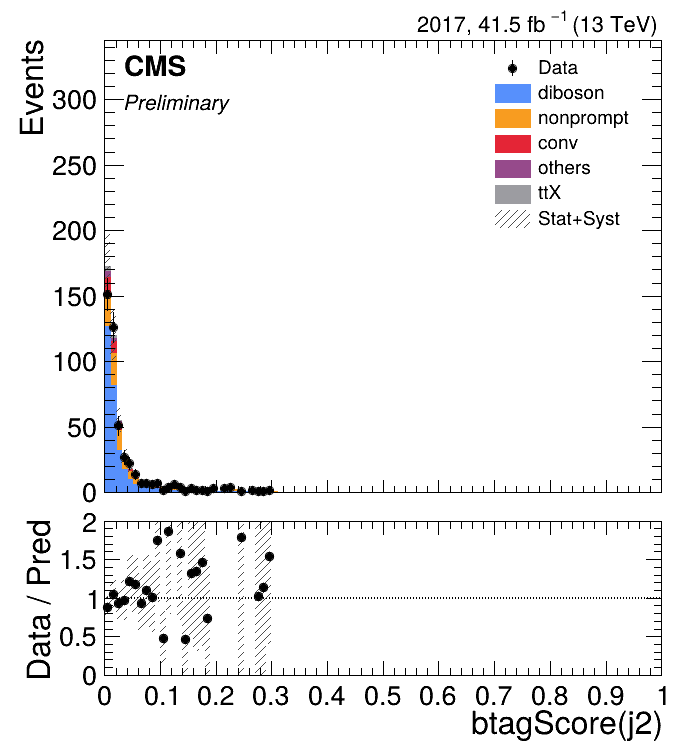 2017, 41.5 fb⁻¹ (13 TeV)
CMS
Preliminary
Data
diboson
nonprompt
conv
others
ttX
Stat+Syst
Events
300
250
200
150
100
50
0
Data / Pred
2
1.5
1
0.5
0
0 0.1 0.2 0.3 0.4 0.5 0.6 0.7 0.8 0.9 1
btagScore(j2)